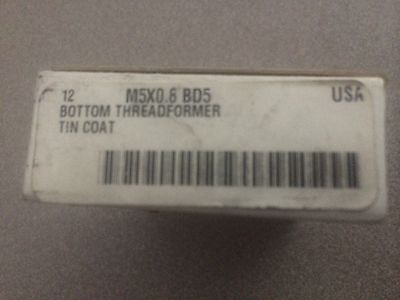 12 M5X0.8 BD5 USA
BOTTOM THREADFORMER
TIN COAT